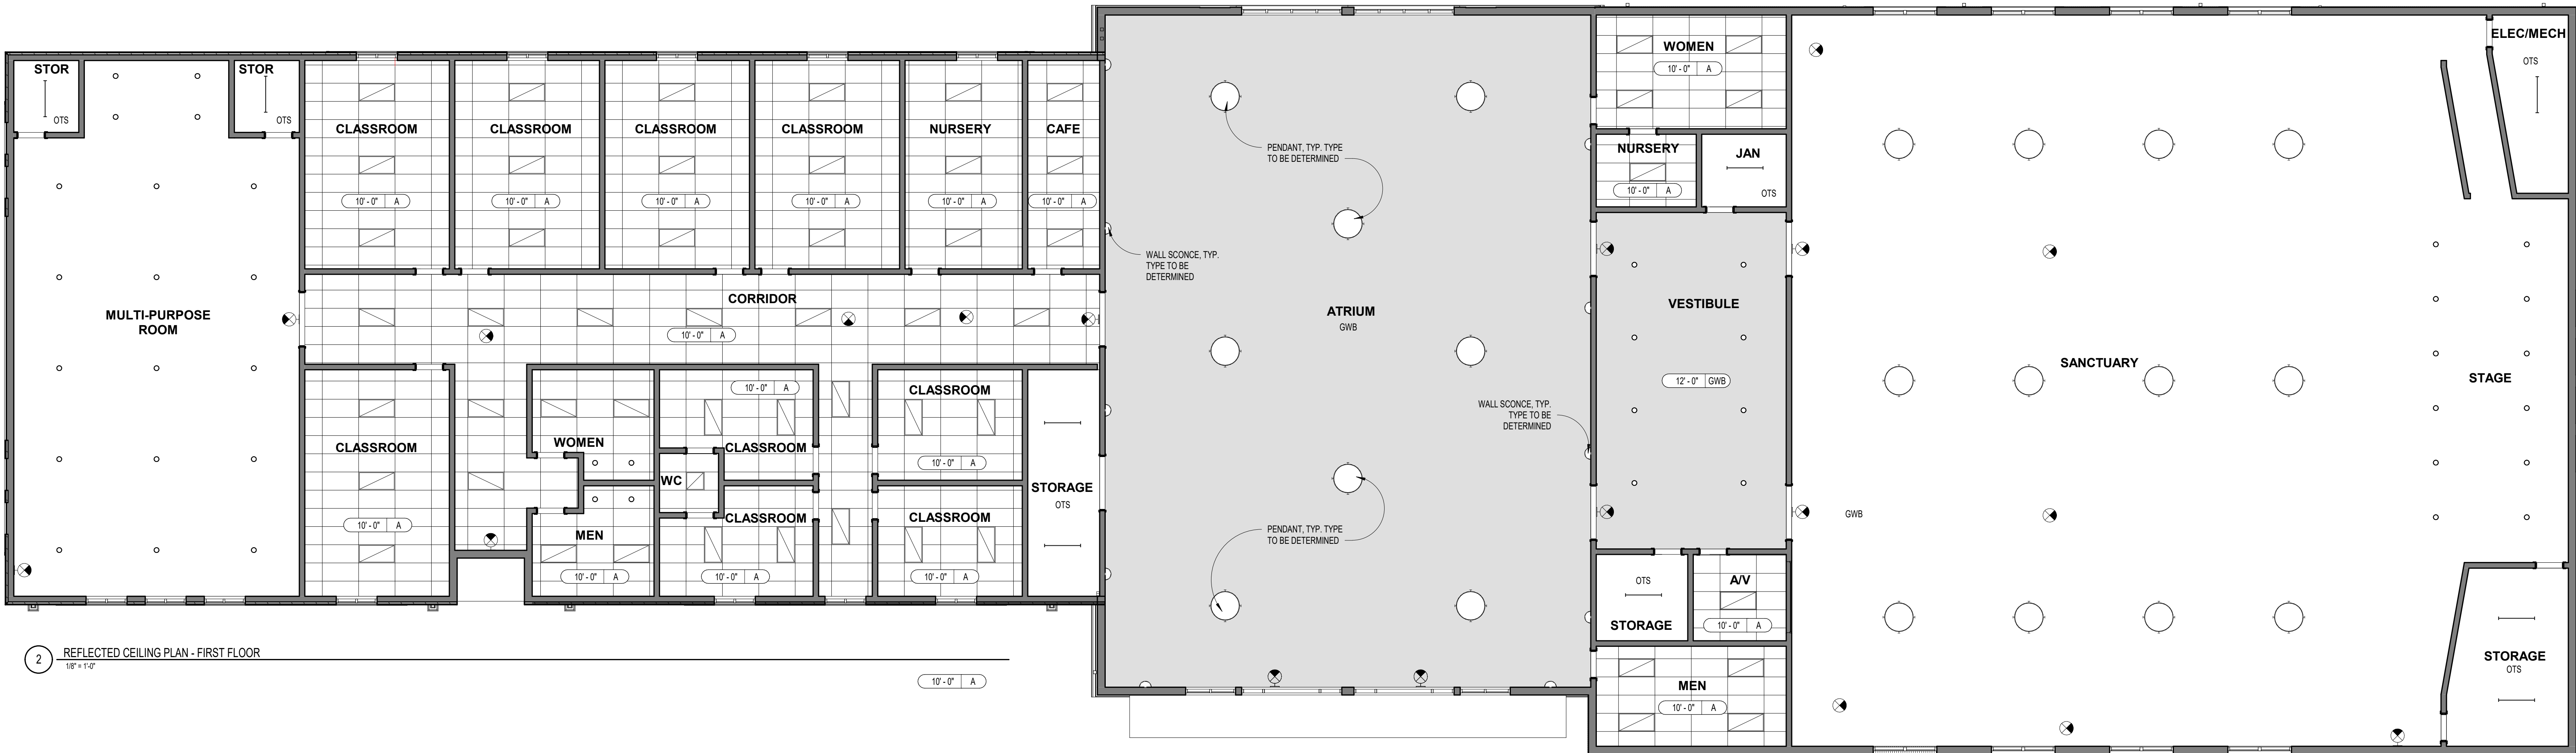 STOR
OTS
STOR
OTS
CLASSROOM
10' - 0" A
CLASSROOM
10' - 0" A
CLASSROOM
10' - 0" A
CLASSROOM
10' - 0" A
NURSERY
10' - 0" A
CAFE
10' - 0" A
MULTI-PURPOSE
ROOM
CORRIDOR
10' - 0" A
CLASSROOM
10' - 0" A
WOMEN
MEN
10' - 0" A
WC
10' - 0" A
CLASSROOM
CLASSROOM
10' - 0" A
CLASSROOM
10' - 0" A
CLASSROOM
10' - 0" A
STORAGE
OTS
PENDANT, TYP. TYPE
TO BE DETERMINED
WALL SCONCE, TYP.
TYPE TO BE
DETERMINED
ATRIUM
GWB
WALL SCONCE, TYP.
TYPE TO BE
DETERMINED
PENDANT, TYP. TYPE
TO BE DETERMINED
WOMEN
10' - 0" A
NURSERY
10' - 0" A
JAN
OTS
VESTIBULE
12' - 0" GWB
OTS
STORAGE
A/V
10' - 0" A
MEN
10' - 0" A
SANCTUARY
GWB
ELEC/MECH
OTS
STAGE
STORAGE
OTS
2
REFLECTED CEILING PLAN - FIRST FLOOR
1/8" = 1'-0"
10' - 0" A